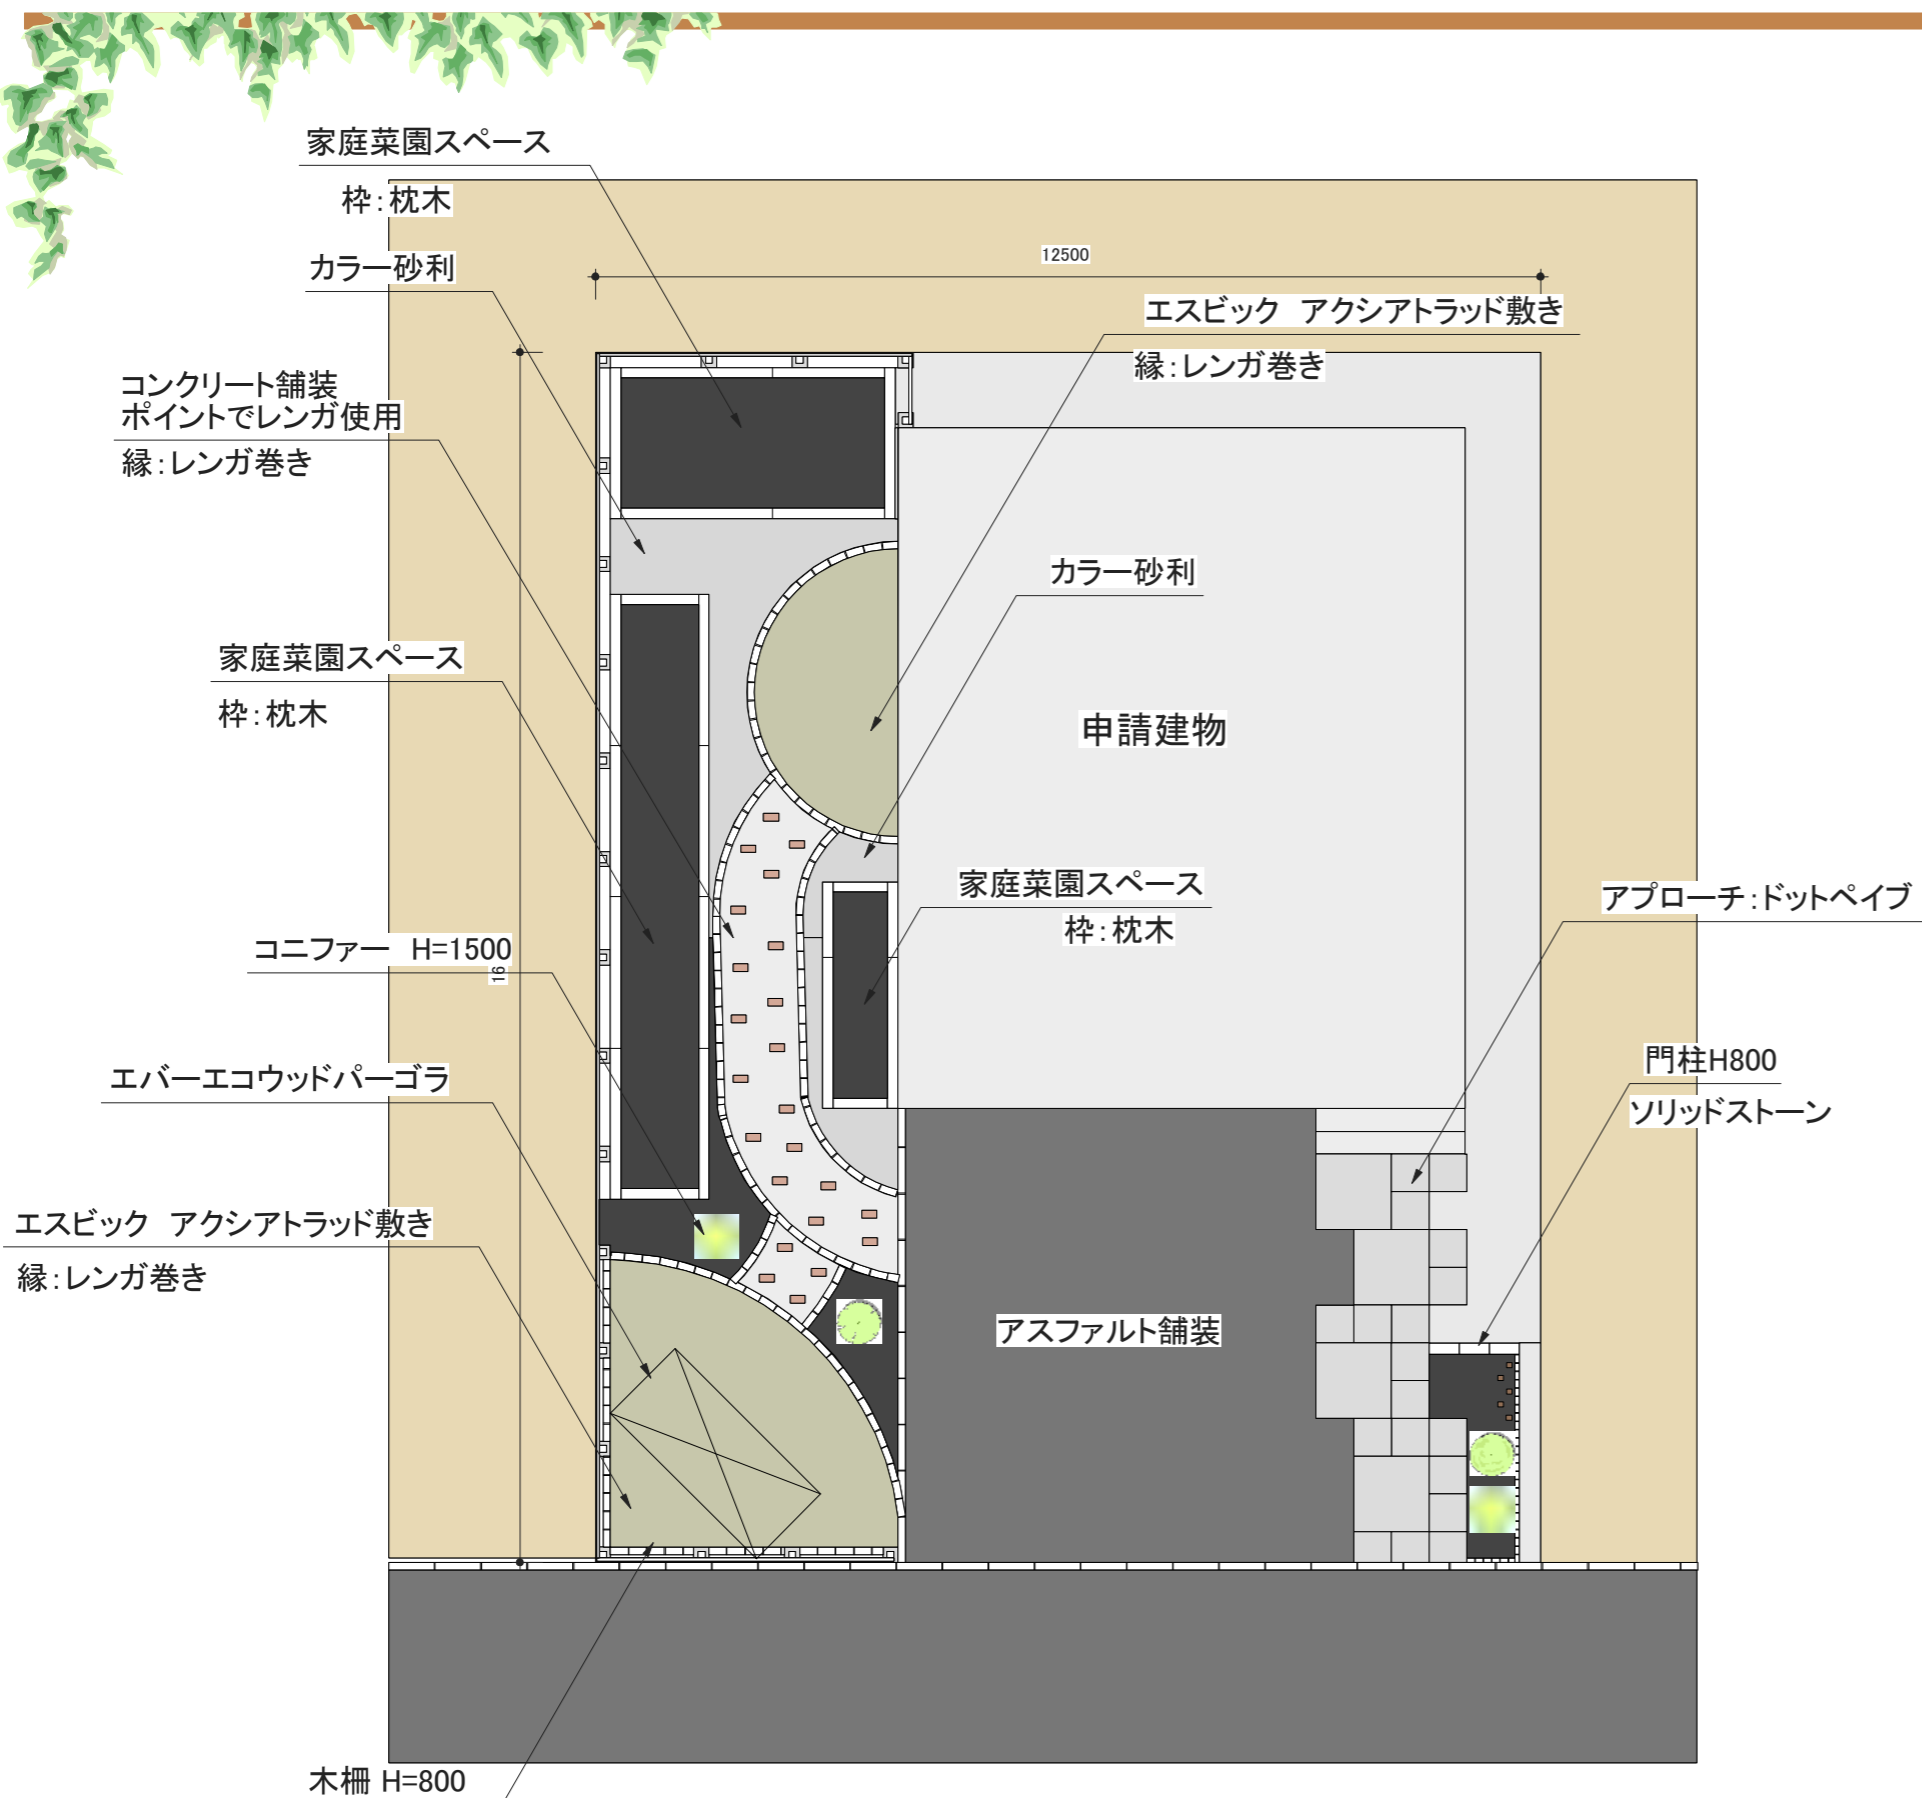 家庭菜園スペース
枠：枕木
カラー砂利
12500
エスビック　アクシアトラッド敷き
縁：レンガ巻き
コンクリート舗装
ポイントでレンガ使用
縁：レンガ巻き
カラー砂利
家庭菜園スペース
枠：枕木
申請建物
家庭菜園スペース
枠：枕木
アプローチ：ドットペイブ
コニファー　H=1500
16
門柱H800
ソリッドストーン
エバーエコウッドパーゴラ
エスビック　アクシアトラッド敷き
縁：レンガ巻き
アスファルト舗装
木柵 H=800